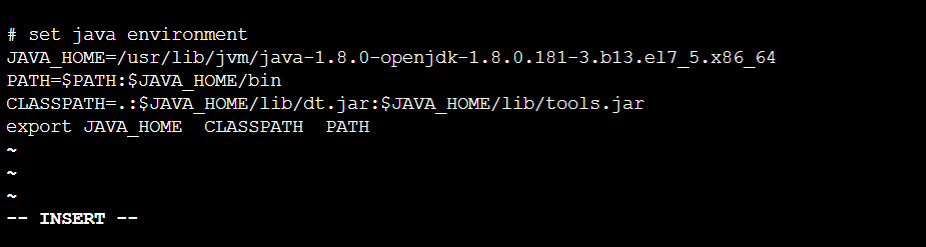 # set java environment
JAVA_HOME=/usr/lib/jvm/java-1.8.0-openjdk-1.8.0.181-3.b13.el7_5.x86_64
PATH=$PATH:$JAVA_HOME/bin
CLASSPATH=.:$JAVA_HOME/lib/dt.jar:$JAVA_HOME/lib/tools.jar
export JAVA_HOME  CLASSPATH  PATH
~
~
~
-- INSERT --